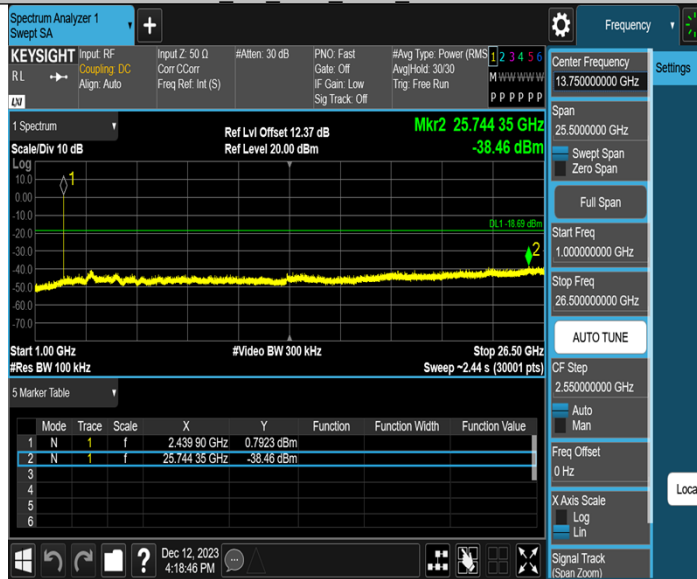 Spectrum Analyzer 1
Swept SA
+
Frequency
KEYSIGHT
RL
LXI
Input: RF
Coupling: DC
Align: Auto
Input Z: 50 Ω
Corr CCorr
Freq Ref: Int (S)
#Atten: 30 dB
PNO: Fast
Gate: Off
IF Gain: Low
Sig Track: Off
#Avg Type: Power (RMS
Avg|Hold: 30/30
Trig: Free Run
1 2 3 4 5 6
M W W W W W
P P P P P P
Center Frequency
13.750000000 GHz
Settings
Span
25.5000000 GHz
Swept Span
Zero Span
Full Span
Start Freq
1.000000000 GHz
Stop Freq
26.500000000 GHz
AUTO TUNE
CF Step
2.550000000 GHz
Auto
Man
Freq Offset
0 Hz
X Axis Scale
Log
Lin
Signal Track
(Span Zoom)
Loca
1 Spectrum
Scale/Div 10 dB
Ref Lvl Offset 12.37 dB
Ref Level 20.00 dBm
Mkr2 25.744 35 GHz
-38.46 dBm
Log
10.0
0.00
-10.0
-20.0
-30.0
-40.0
-50.0
-60.0
-70.0
1
DL1 -18.69 dBm
2
Start 1.00 GHz
#Res BW 100 kHz
#Video BW 300 kHz
Stop 26.50 GHz
Sweep ~2.44 s (30001 pts)
5 Marker Table
Mode Trace Scale X Y Function Function Width Function Value
1 N 1 f 2.439 90 GHz 0.7923 dBm
2 N 1 f 25.744 35 GHz -38.46 dBm
3
4
5
6
?
Dec 12, 2023
4:18:46 PM